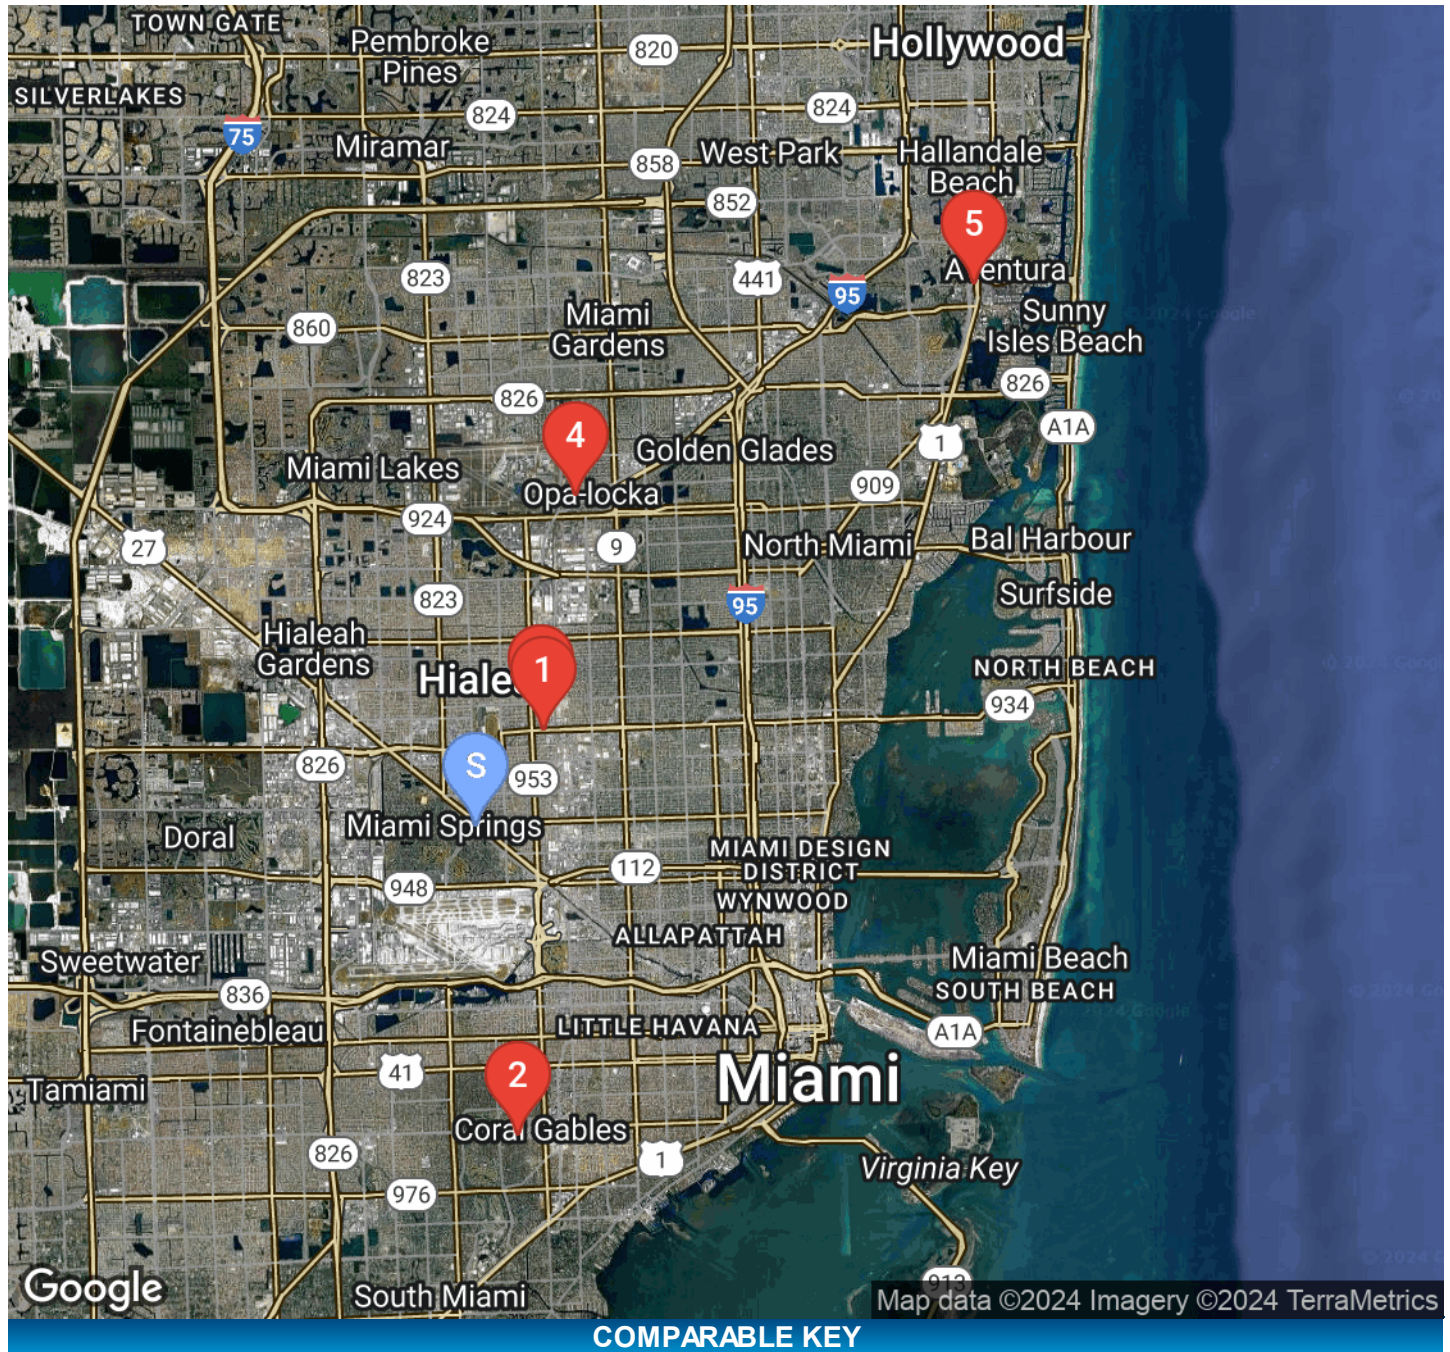 TOWN GATE
Pembroke
Pines
820
Hollywood
SILVERLAKES
824
824
75
Miramar
858
West Park
Hallandale
Beach
852
5
823
441
95
Aventura
860
Miami
Gardens
Sunny
Isles Beach
826
826
4
1
A1A
Miami Lakes
Golden Glades
Opa-locka
909
924
27
9
North Miami
Bal Harbour
823
95
Surfside
Hialeah
Gardens
1
NORTH BEACH
934
S
826
953
Doral
Miami Springs
MIAMI DESIGN
DISTRICT
112
948
WYNWOOD
ALLAPATTAH
Sweetwater
Miami Beach
836
SOUTH BEACH
Fontainebleau
LITTLE HAVANA
A1A
41
2
Miami
Tamiami
Coral Gables
826
1
Virginia Key
976
Google
South Miami
913
Map data ©2024 Imagery ©2024 TerraMetrics
COMPARABLE KEY